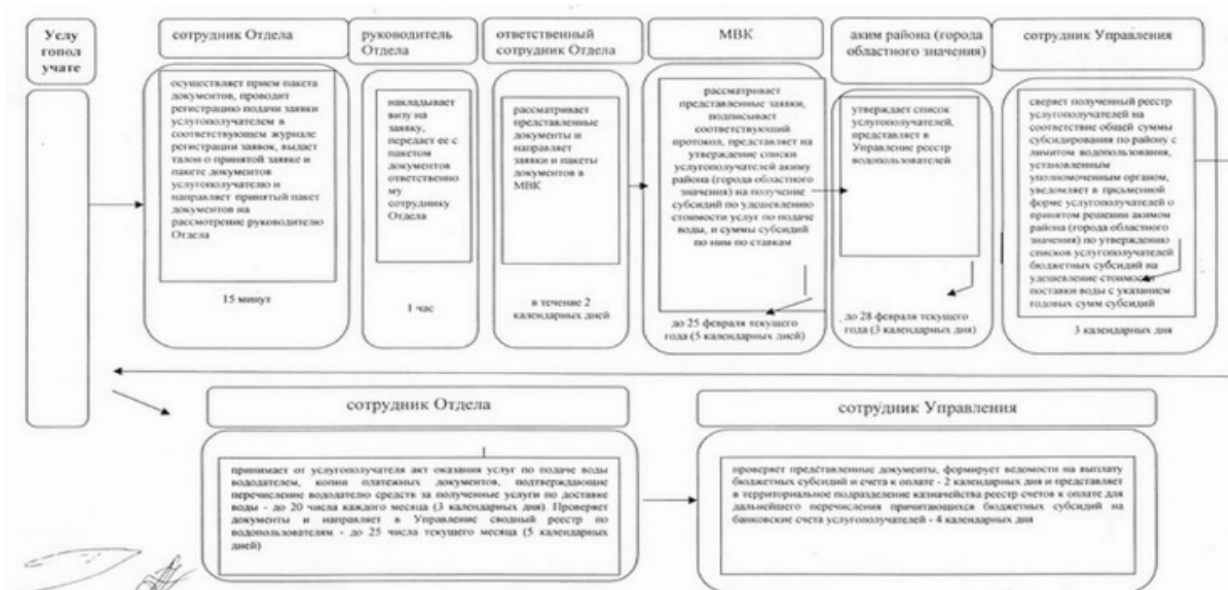 Услу
гопол
учате
сотрудник Отдела
осуществляет прием пакета
документов, проводит
регистрацию подачи заявки
услугополучателем в
соответствующем журнале
регистрации заявок, выдает
талон о принятой заявке и
пакете документов
услугополучателю и
направляет принятый пакет
документов на
рассмотрение руководителю
Отдела
15 минут
руководитель
Отдела
накладывает
визу на
заявку,
передает ее с
пакетом
документов
ответственно
му
сотруднику
Отдела
1 час
ответственный
сотрудник Отдела
рассматривает
представленные
документы и
направляет
заявки и пакеты
документов в
МВК
в течение 2
календарных дней
МВК
рассматривает
представленные заявки,
подписывает
соответствующий
протокол, представляет на
утверждение списки
услугополучателей акиму
района (города областного
значения) на получение
субсидий по удешевлению
стоимости услуг по подаче
воды, и суммы субсидий
по ним по ставкам
до 25 февраля текущего
года (5 календарных дней)
аким района (города
областного значения)
утверждает список
услугополучателей,
представляет в
Управление реестр
водопользователей
до 28 февраля текущего
года (3 календарных дня)
сотрудник Управления
сверяет полученный реестр
услугополучателей на
соответствие общей суммы
субсидирования по району с
лимитом водопользования,
установленным
уполномоченным органом,
уведомляет в письменной
форме услугополучателей о
принятом решении акимом
района (города областного
значения) по утверждению
списков услугополучателей
бюджетных субсидий на
удешевление стоимости
поставки воды с указанием
годовых сумм субсидий
3 календарных дня
сотрудник Отдела
принимает от услугополучателя акт оказания услуг по подаче воды
вододателем, копии платежных документов, подтверждающие
перечисление вододателю средств за полученные услуги по доставке
воды - до 20 числа каждого месяца (3 календарных дня). Проверяет
документы и направляет в Управление сводный реестр по
водопользователям - до 25 числа текущего месяца (5 календарных
дней)
сотрудник Управления
проверяет представленные документы, формирует ведомости на выплату
бюджетных субсидий и счета к оплате - 2 календарных дня и представляет
в территориальное подразделение казначейства реестр счетов к оплате для
дальнейшего перечисления причитающихся бюджетных субсидий на
банковские счета услугополучателей - 4 календарных дня